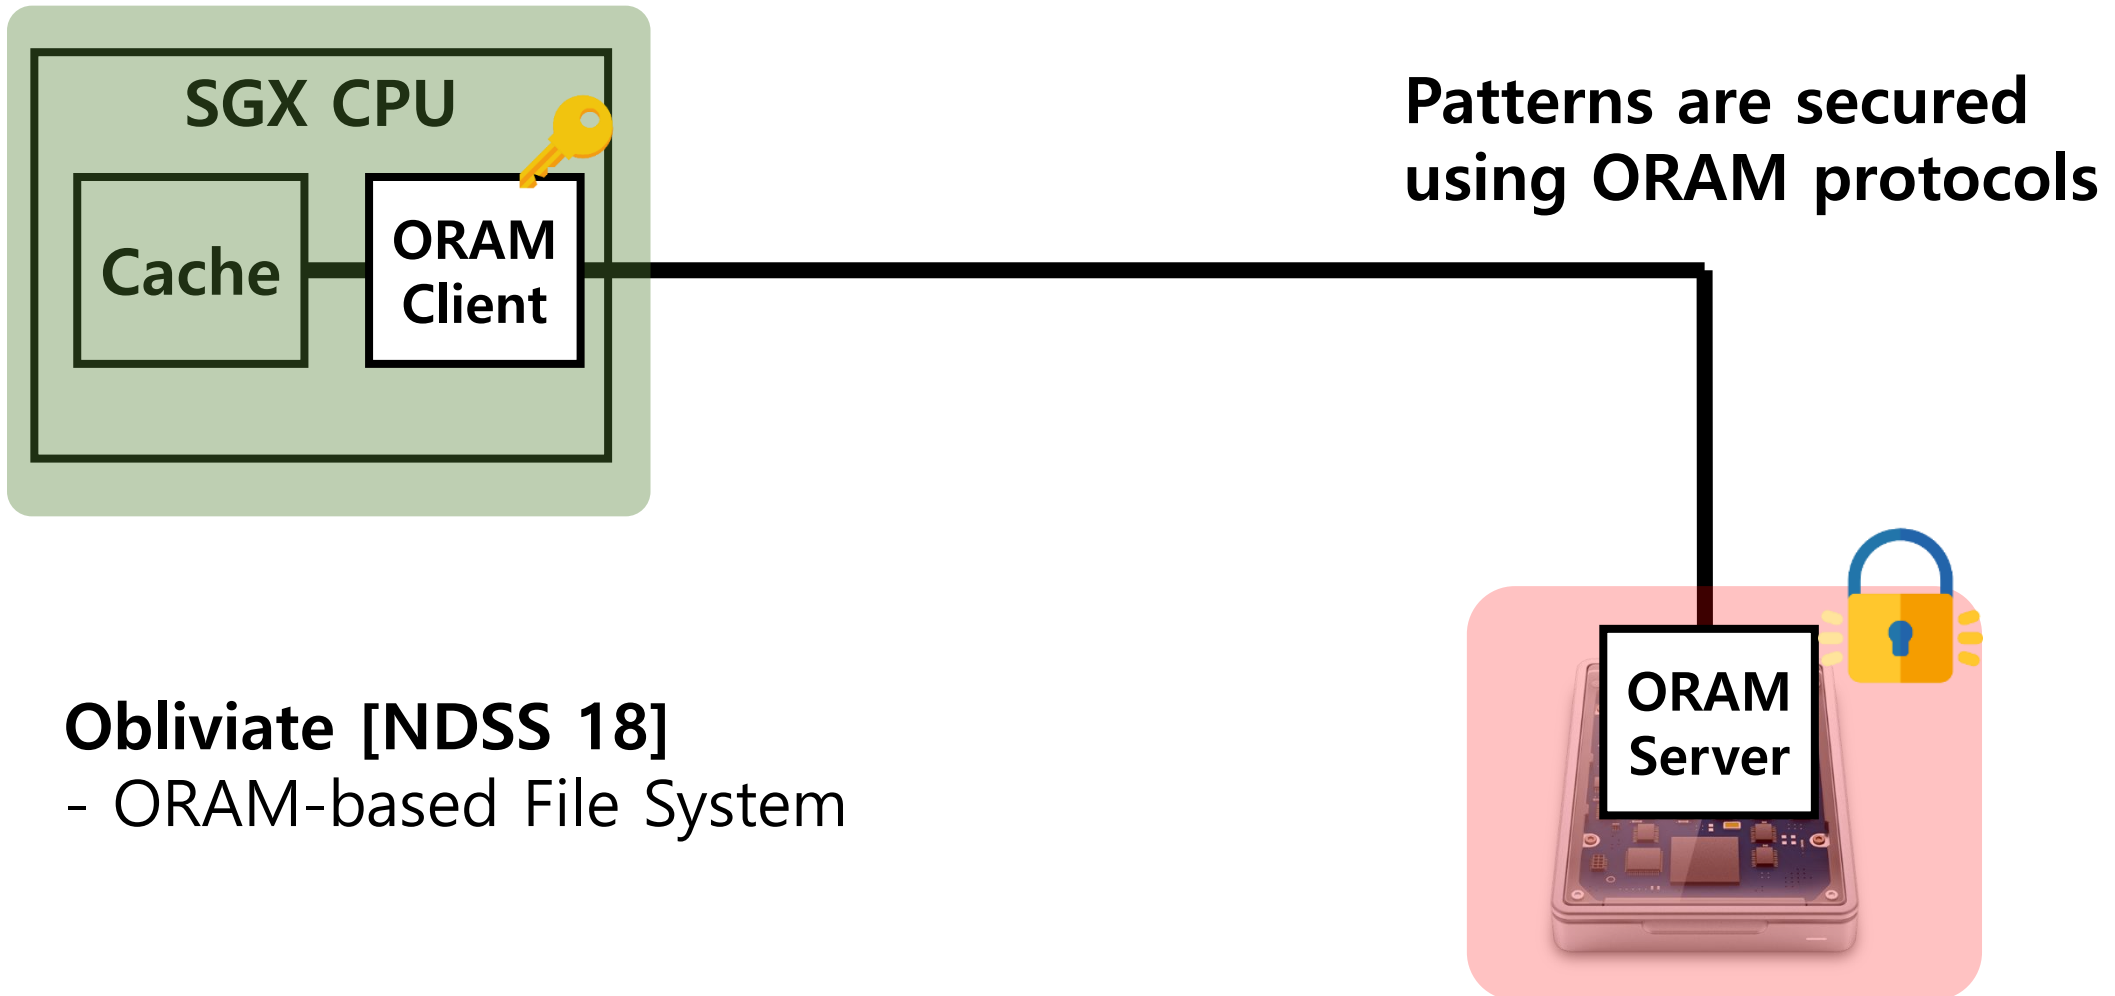 SGX CPU
Cache
ORAM
Client
Patterns are secured
using ORAM protocols
Obliviate [NDSS 18]
- ORAM-based File System
ORAM
Server